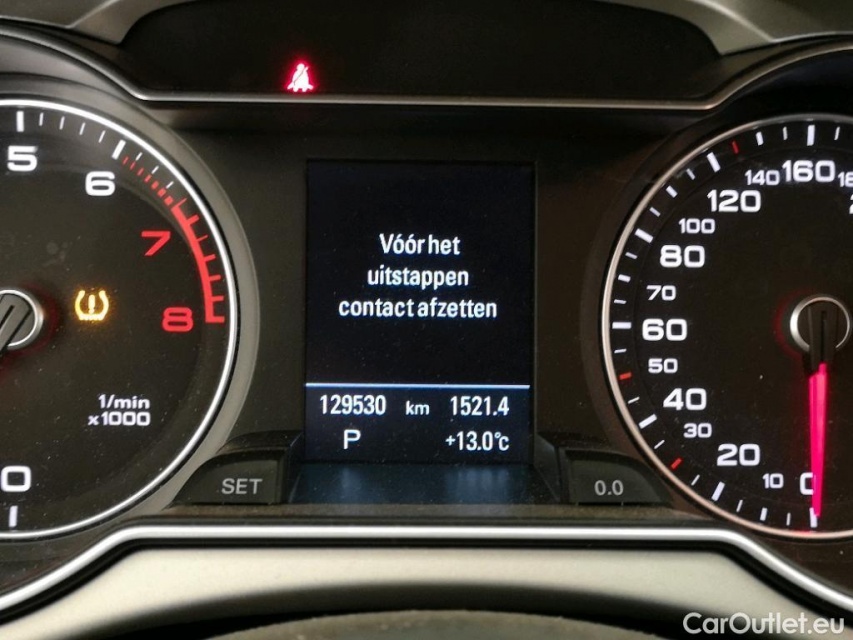 5
6
7
8
1/min
x1000
0
Vóór het
uitstappen
contact afzetten
129530 km 1521.4
P +13.0°c
SET
0.0
160
140
120
100
80
70
60
50
40
30
20
10
0
CarOutlet.eu